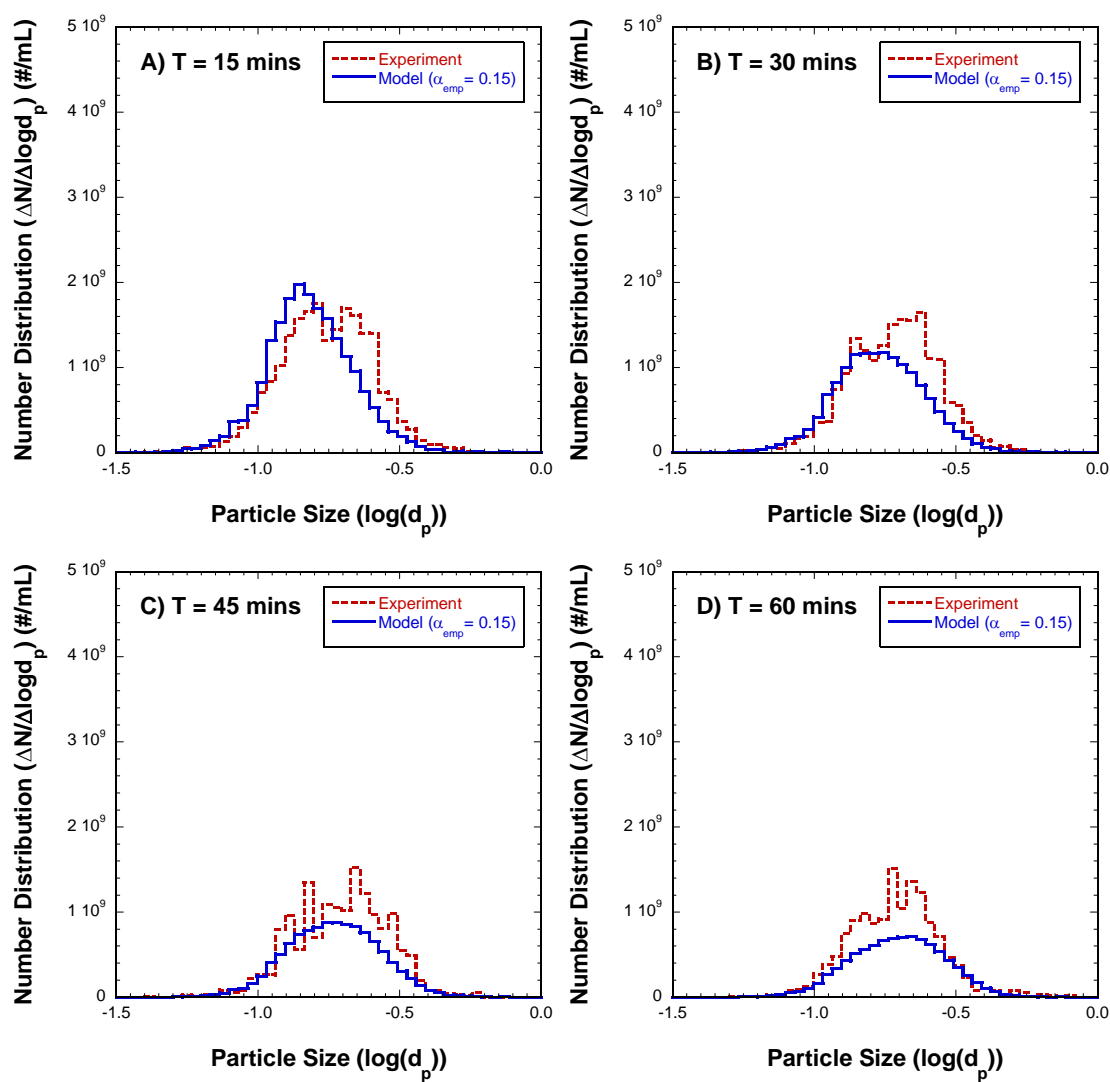 A) T = 15 mins
Experiment
Model (α_emp= 0.15)
Number Distribution (ΔN/Δlogd_p) (#/mL)
5 10^9
4 10^9
3 10^9
2 10^9
1 10^9
0
-1.5
-1.0
-0.5
0.0
Particle Size (log(d_p))
B) T = 30 mins
Experiment
Model (α_emp= 0.15)
Number Distribution (ΔN/Δlogd_p) (#/mL)
5 10^9
4 10^9
3 10^9
2 10^9
1 10^9
0
-1.5
-1.0
-0.5
0.0
Particle Size (log(d_p))
C) T = 45 mins
Experiment
Model (α_emp= 0.15)
Number Distribution (ΔN/Δlogd_p) (#/mL)
5 10^9
4 10^9
3 10^9
2 10^9
1 10^9
0
-1.5
-1.0
-0.5
0.0
Particle Size (log(d_p))
D) T = 60 mins
Experiment
Model (α_emp= 0.15)
Number Distribution (ΔN/Δlogd_p) (#/mL)
5 10^9
4 10^9
3 10^9
2 10^9
1 10^9
0
-1.5
-1.0
-0.5
0.0
Particle Size (log(d_p))